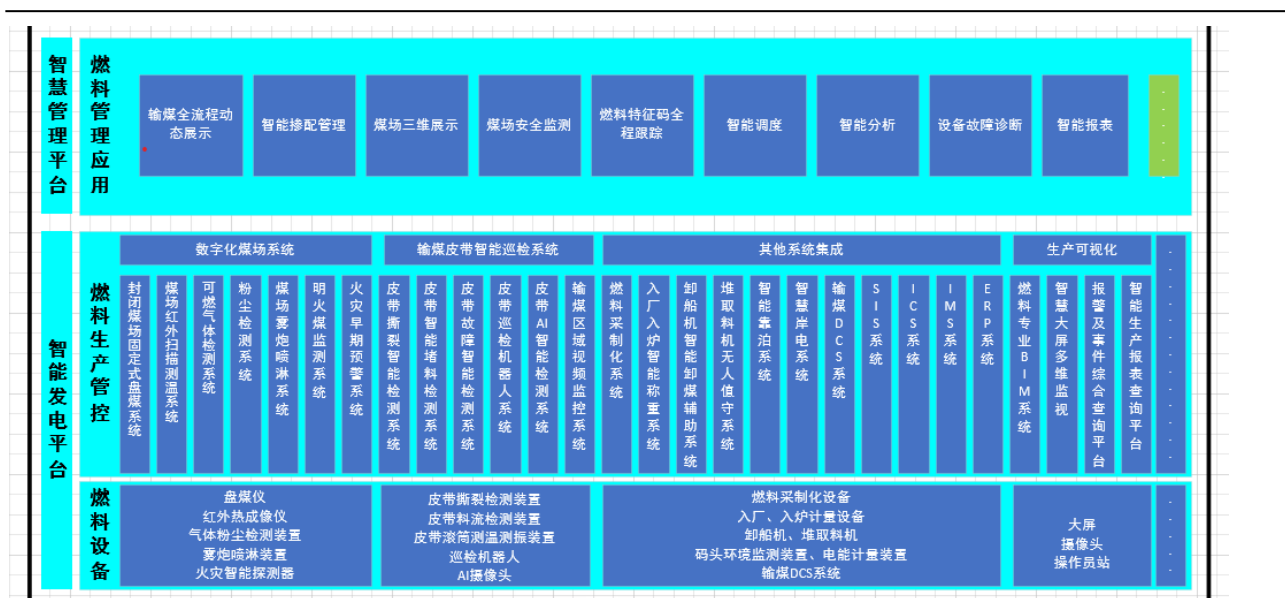 智慧管理平台
燃料管理应用
输煤全流程动
态展示
智能掺配管理
煤场三维展示
煤场安全监测
燃料特征码全
程跟踪
智能调度
智能分析
设备故障诊断
智能报表
智能发电平台
燃料生产管控
数字化煤场系统
输煤皮带智能巡检系统
其他系统集成
生产可视化
封闭煤场固定式盘煤系统
煤场红外扫描测温系统
可燃气体检测系统
粉尘检测系统
煤场雾炮喷淋系统
明火煤监测系统
火灾早期预警系统
皮带撕裂智能检测系统
皮带智能堵料检测系统
皮带故障智能检测系统
皮带巡检机器人系统
皮带AI智能检测系统
输煤区域视频监控系统
燃料采制化系统
入厂入炉智能称重系统
卸船机智能卸煤辅助系统
堆取料机无人值守系统
智能靠泊系统
智慧岸电系统
输煤DCS系统
SIS系统
ICS系统
IMS系统
ERP系统
燃料专业BIM系统
智慧大屏多维监视
报警及事件综合查询平台
智能生产报表查询平台
燃料设备
盘煤仪
红外热成像仪
气体粉尘检测装置
雾炮喷淋装置
火灾智能探测器
皮带撕裂检测装置
皮带料流检测装置
皮带滚筒测温测振装置
巡检机器人
AI摄像头
燃料采制化设备
入厂、入炉计量设备
卸船机、堆取料机
码头环境监测装置、电能计量装置
输煤DCS系统
大屏
摄像头
操作员站